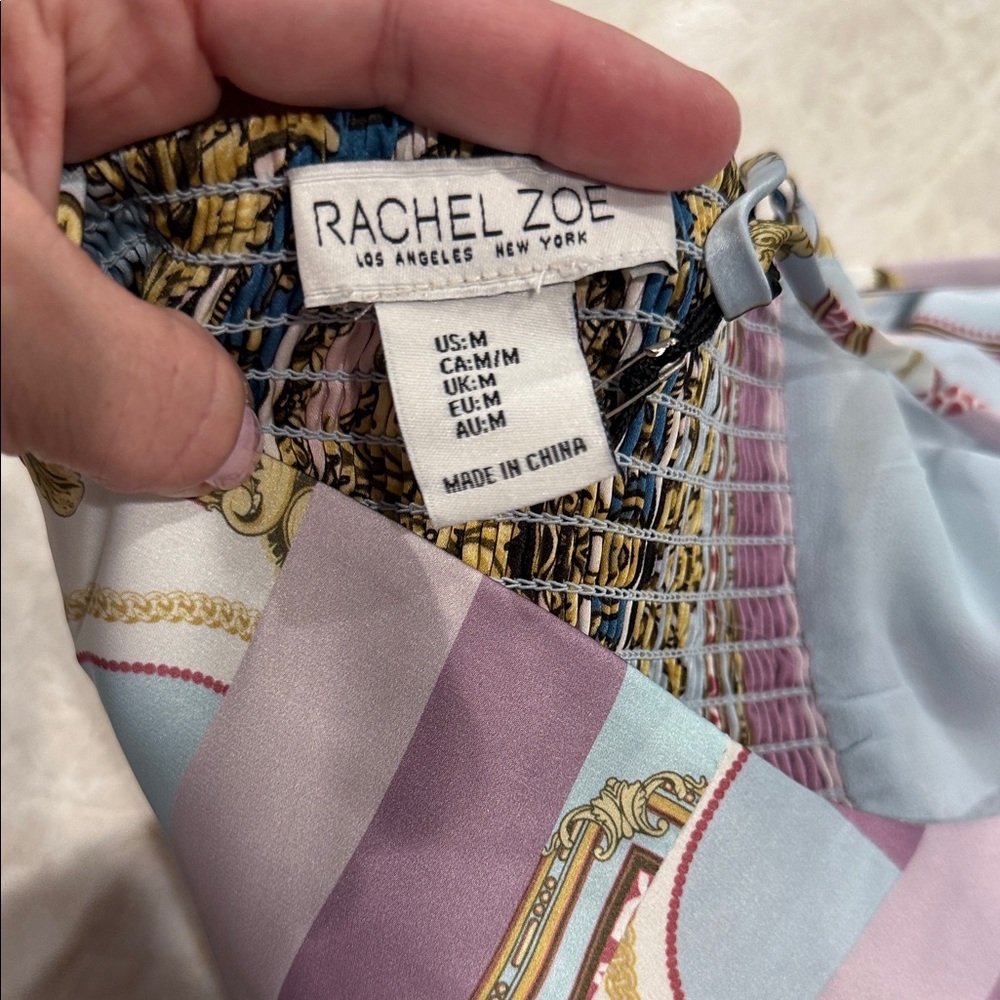 RACHEL ZOE
LOS ANGELES NEW YORK
US:M
CA:M/M
UK:M
EU:M
AU:M
MADE IN CHINA